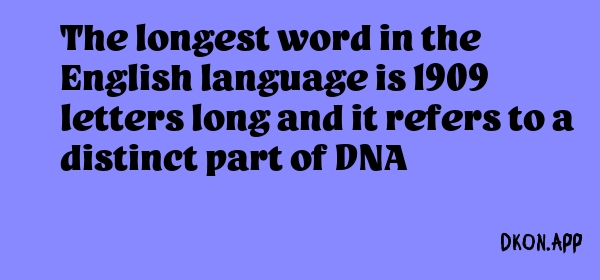 The longest word in the
English language is 1909
letters long and it refers to a
distinct part of DNA
DKON.APP